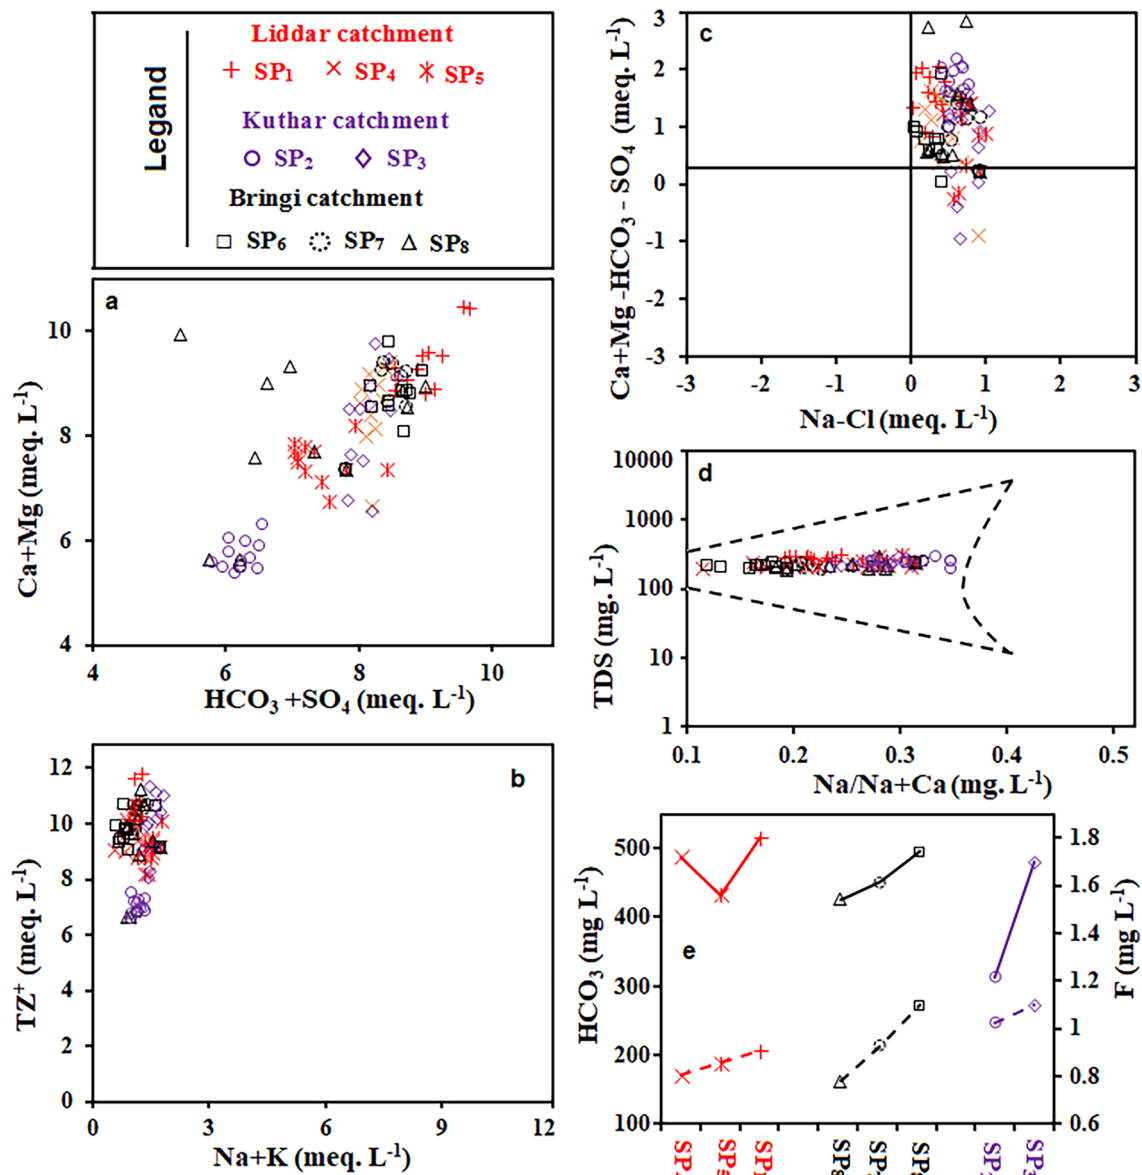 Legand
Liddar catchment
SP1 SP4 SP5
Kuthar catchment
SP2 SP3
Bringi catchment
SP6 SP7 SP8
a
Ca+Mg (meq. L-1)
10
8
6
4
4 6 8 10
HCO3 +SO4 (meq. L-1)
b
TZ+ (meq. L-1)
12
10
8
6
4
2
0
0 3 6 9 12
Na+K (meq. L-1)
c
Ca+Mg -HCO3 - SO4 (meq. L-1)
3
2
1
0
-1
-2
-3
-3 -2 -1 0 1 2 3
Na-Cl (meq. L-1)
d
TDS (mg. L-1)
10000
1000
100
10
1
0.1 0.2 0.3 0.4 0.5
Na/Na+Ca (mg. L-1)
e
HCO3 (mg L-1)
500
400
300
200
100
F (mg L-1)
1.8
1.6
1.4
1.2
1
0.8
0.6